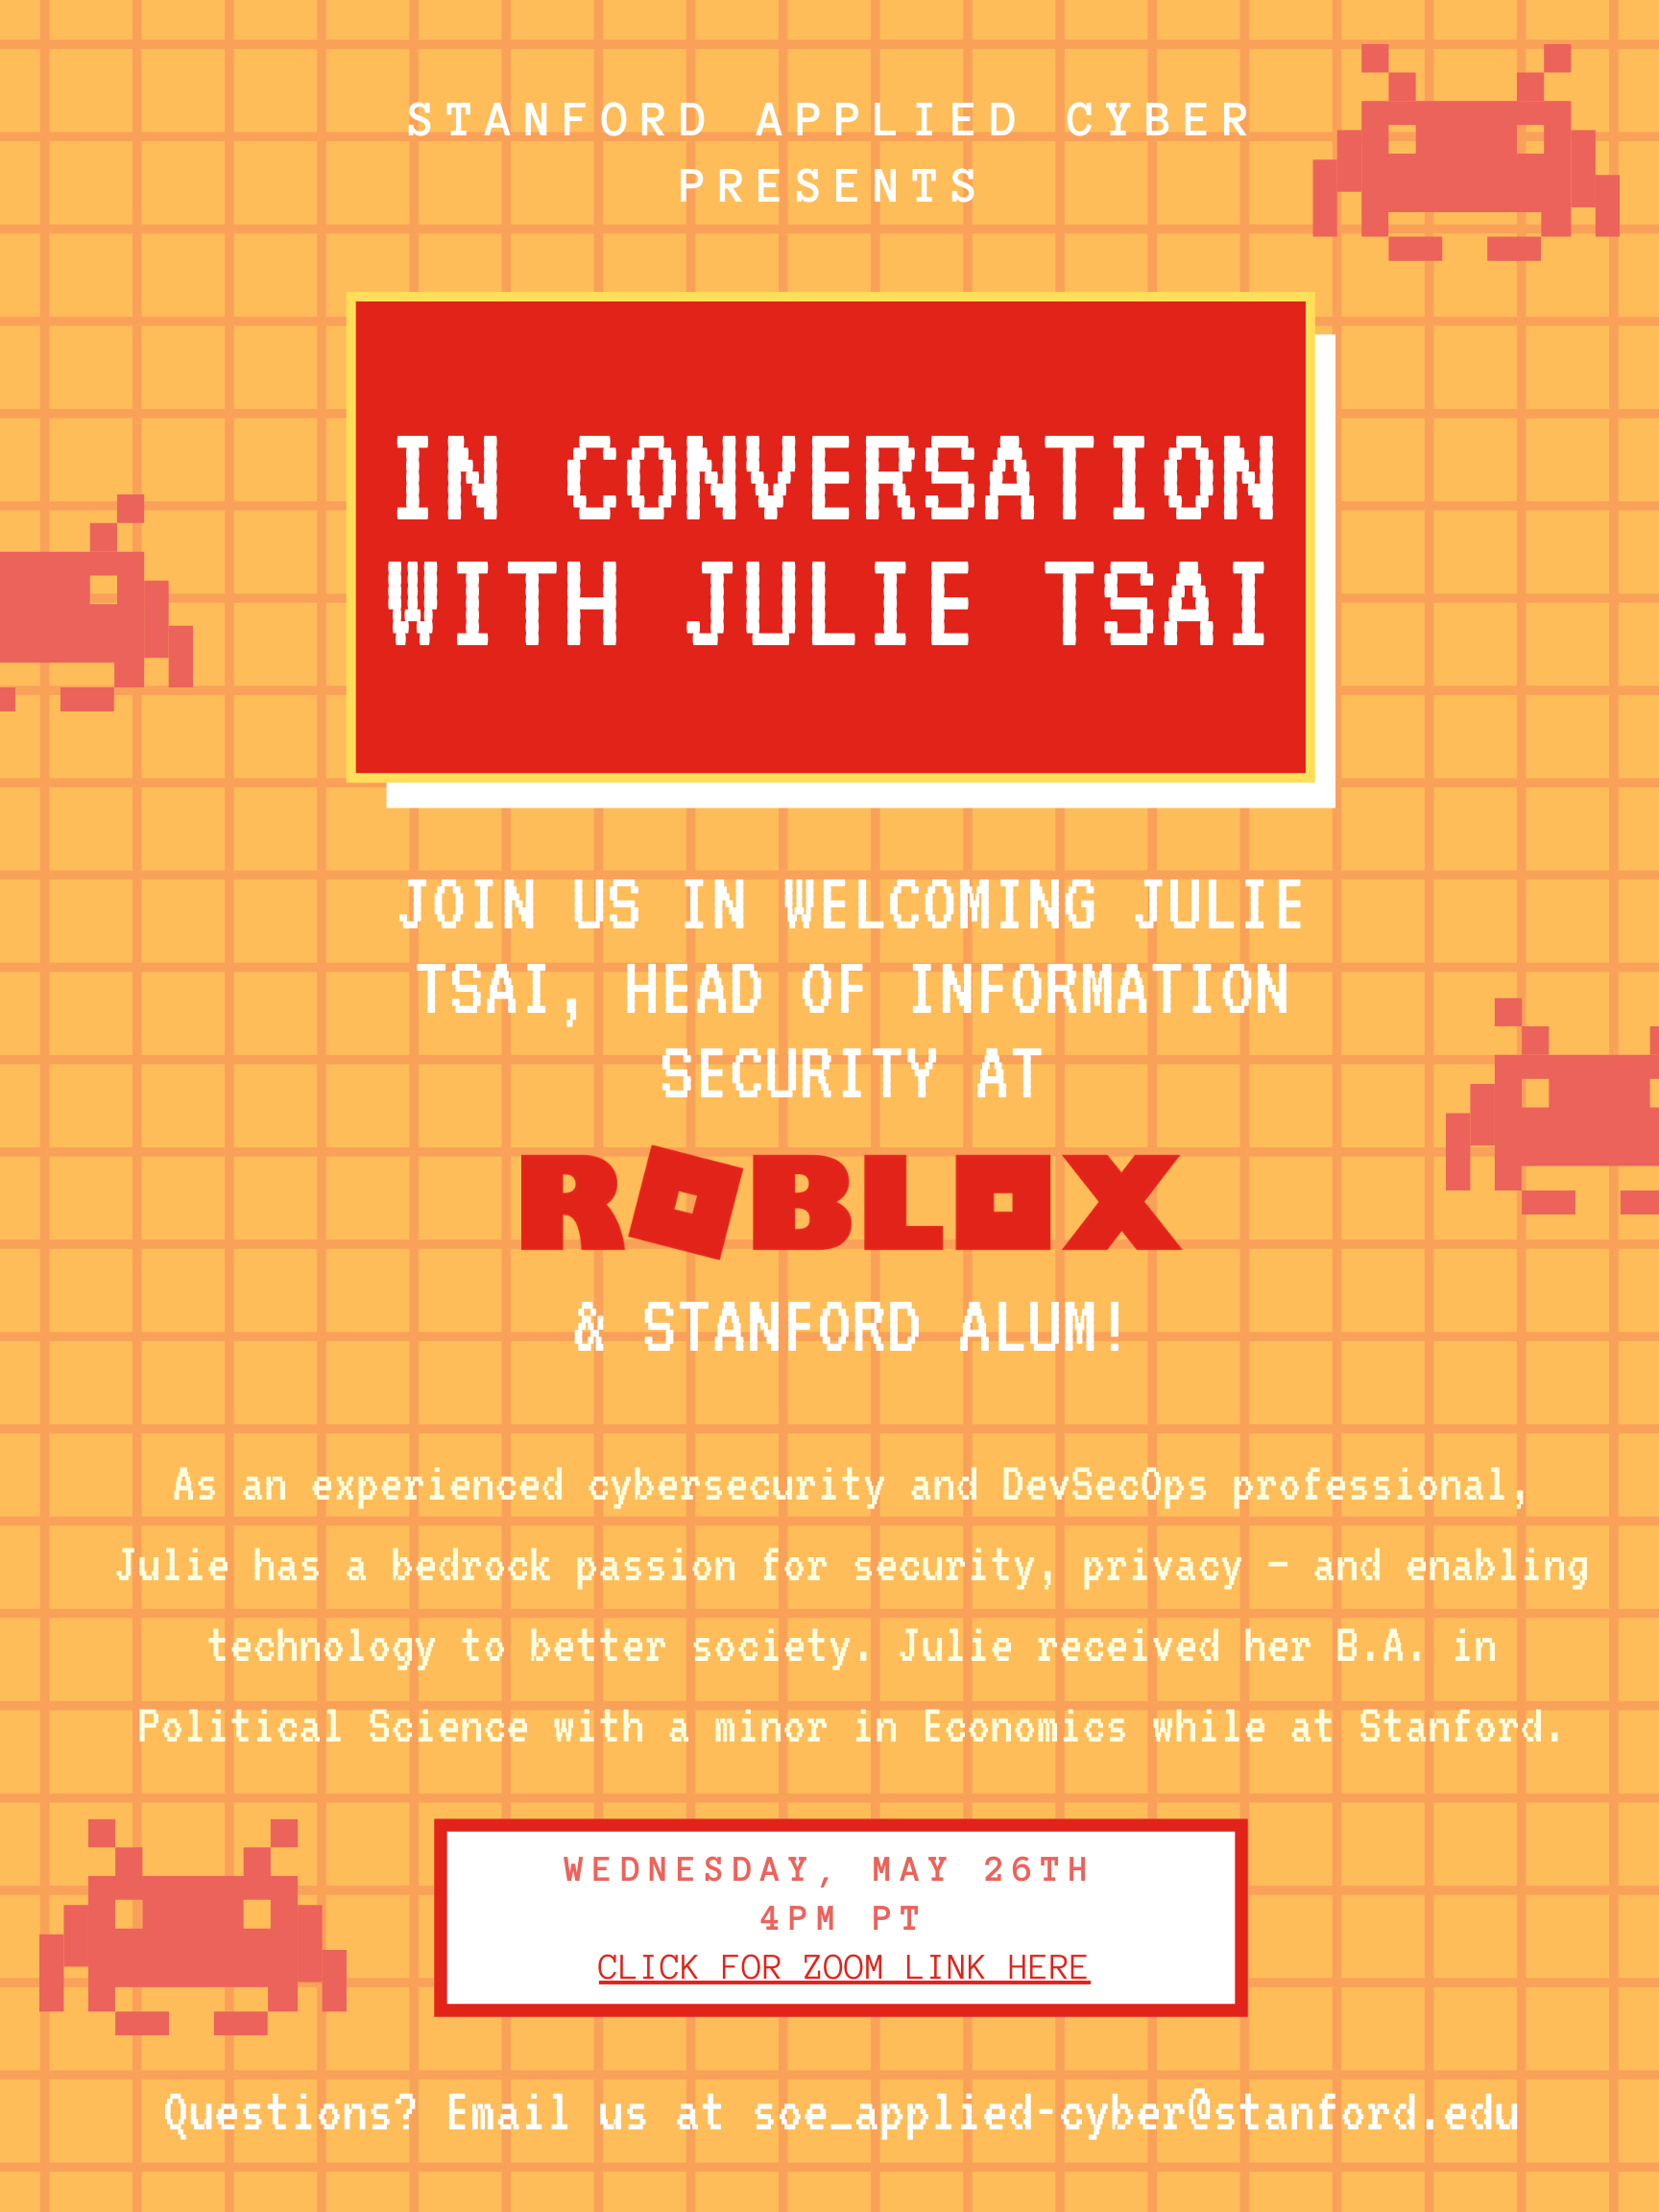 STANFORD APPLIED CYBER
PRESENTS
IN CONVERSATION
WITH JULIE TSAI
JOIN US IN WELCOMING JULIE
TSAI, HEAD OF INFORMATION
SECURITY AT
ROBLOX
& STANFORD ALUM!
As an experienced cybersecurity and DevSecOps professional,
Julie has a bedrock passion for security, privacy – and enabling
technology to better society. Julie received her B.A. in
Political Science with a minor in Economics while at Stanford.
WEDNESDAY, MAY 26TH
4PM PT
CLICK FOR ZOOM LINK HERE
Questions? Email us at soe_applied-cyber@stanford.edu